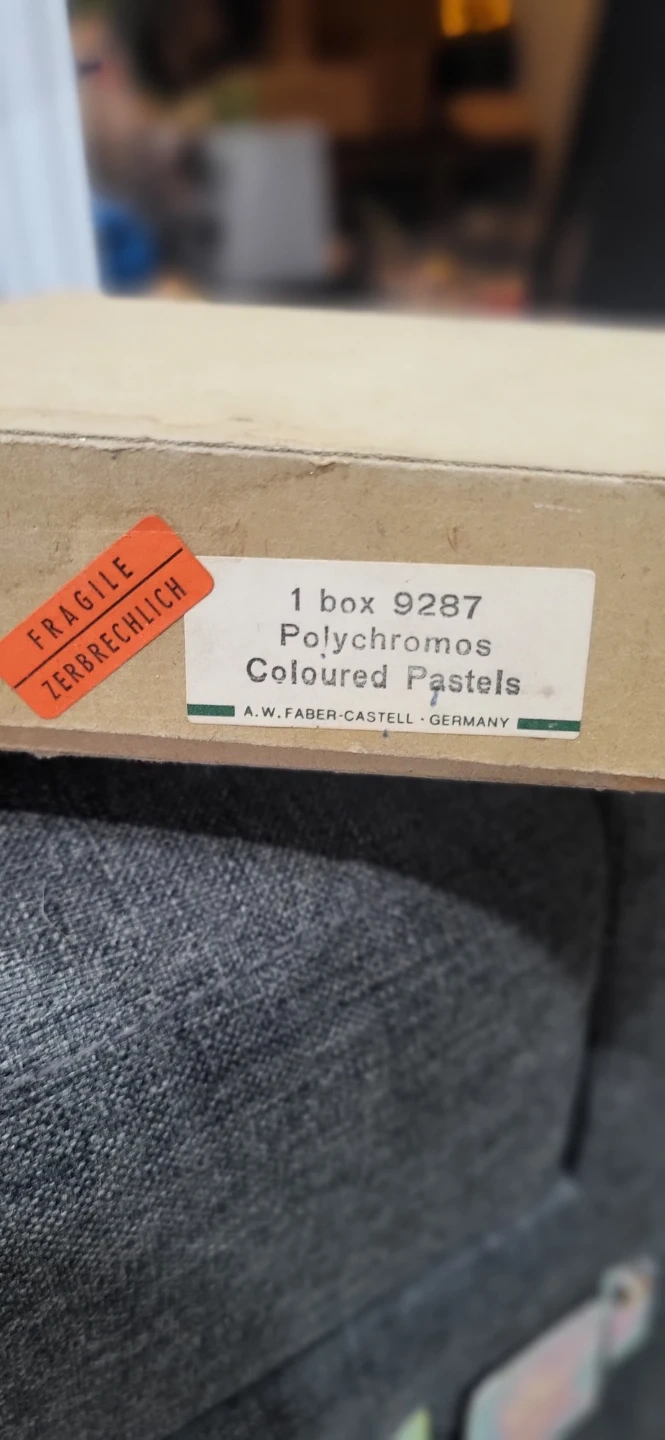 FRAGILE
ZERBRECHLICH
1 box 9287
Polychromos
Coloured Pastels
A.W. FABER-CASTELL · GERMANY